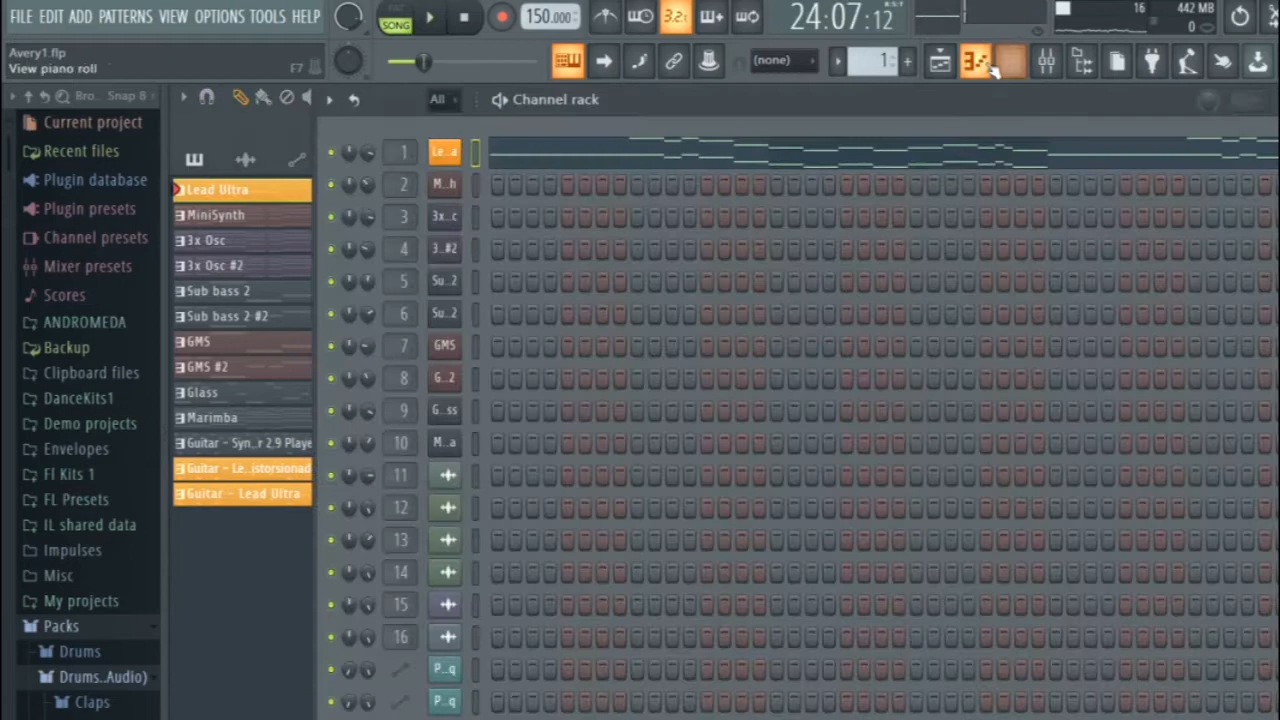 FILE EDIT ADD PATTERNS VIEW OPTIONS TOOLS HELP
PAT
SONG
150.000
3.2.
24:07:12
B:S:T
16
442 MB
0
Avery1.flp
View piano roll
F7
(none)
1
Bro.. Snap 8
All
Channel rack
Current project
Recent files
Plugin database
Plugin presets
Channel presets
Mixer presets
Scores
ANDROMEDA
Backup
Clipboard files
DanceKits1
Demo projects
Envelopes
Fl Kits 1
FL Presets
IL shared data
Impulses
Misc
My projects
Packs
Drums
Drums..Audio)
Claps
Lead Ultra
MiniSynth
3x Osc
3x Osc #2
Sub bass 2
Sub bass 2 #2
GMS
GMS #2
Glass
Marimba
Guitar - Syn..r 2.9 Playe
Guitar - Le..istorsionad
Guitar - Lead Ultra
1 Le..a
2 M..h
3 3x..c
4 3..#2
5 Su..2
6 Su..2
7 GMS
8 G..2
9 G..ss
10 M..a
11
12
13
14
15
16
P..q
P..q